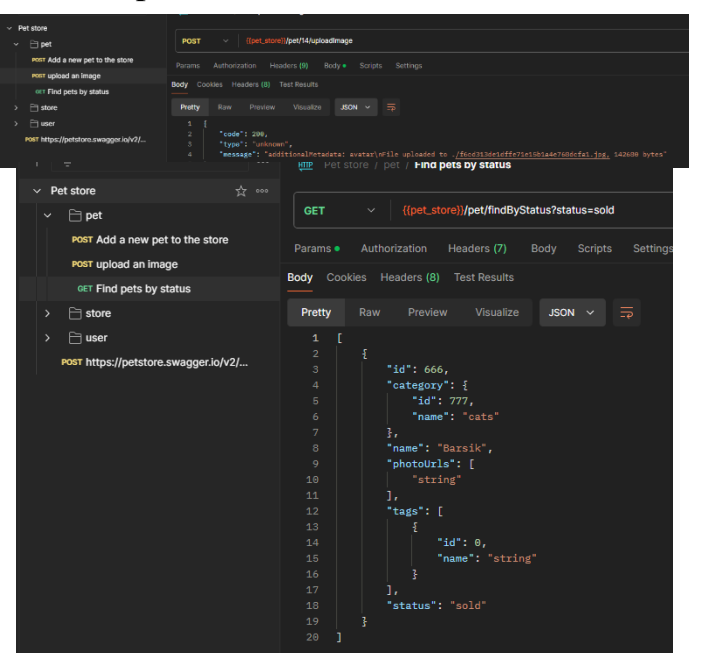 Pet store
pet
POST Add a new pet to the store
POST upload an image
GET Find pets by status
store
user
POST https://petstore.swagger.io/v2/...
POST {{pet_store}}/pet/14/uploadImage
Params Authorization Headers (9) Body Scripts Settings
Body Cookies Headers (8) Test Results
Pretty Raw Preview Visualize JSON
1 {
2 "code": 200,
3 "type": "unknown",
4 "message": "additionalMetadata: avatar\nFile uploaded to ./f6cd313de1dffe71e15b1a4e760dcfa1.jpg, 142600 bytes"
HTTP Pet store / pet / Find pets by status
Pet store
pet
POST Add a new pet to the store
POST upload an image
GET Find pets by status
store
user
POST https://petstore.swagger.io/v2/...
GET {{pet_store}}/pet/findByStatus?status=sold
Params Authorization Headers (7) Body Scripts Settings
Body Cookies Headers (8) Test Results
Pretty Raw Preview Visualize JSON
1 [
2 {
3 "id": 666,
4 "category": {
5 "id": 777,
6 "name": "cats"
7 },
8 "name": "Barsik",
9 "photoUrls": [
10 "string"
11 ],
12 "tags": [
13 {
14 "id": 0,
15 "name": "string"
16 }
17 ],
18 "status": "sold"
19 }
20 ]